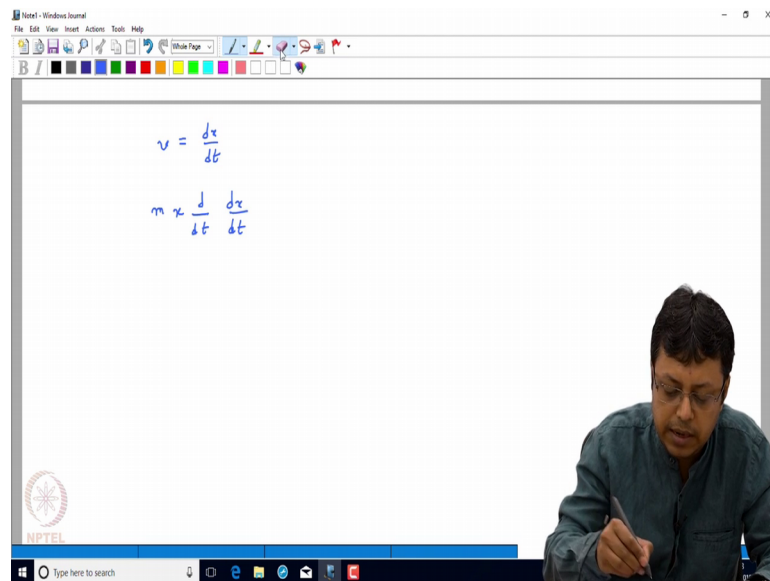 Note1 - Windows Journal
File Edit View Insert Actions Tools Help
Whole Page
B I
v = dx/dt
m x d/dt dx/dt
NPTEL
Type here to search